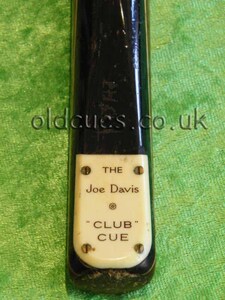 oldcues.co.uk
THE
Joe Davis
"CLUB"
CUE